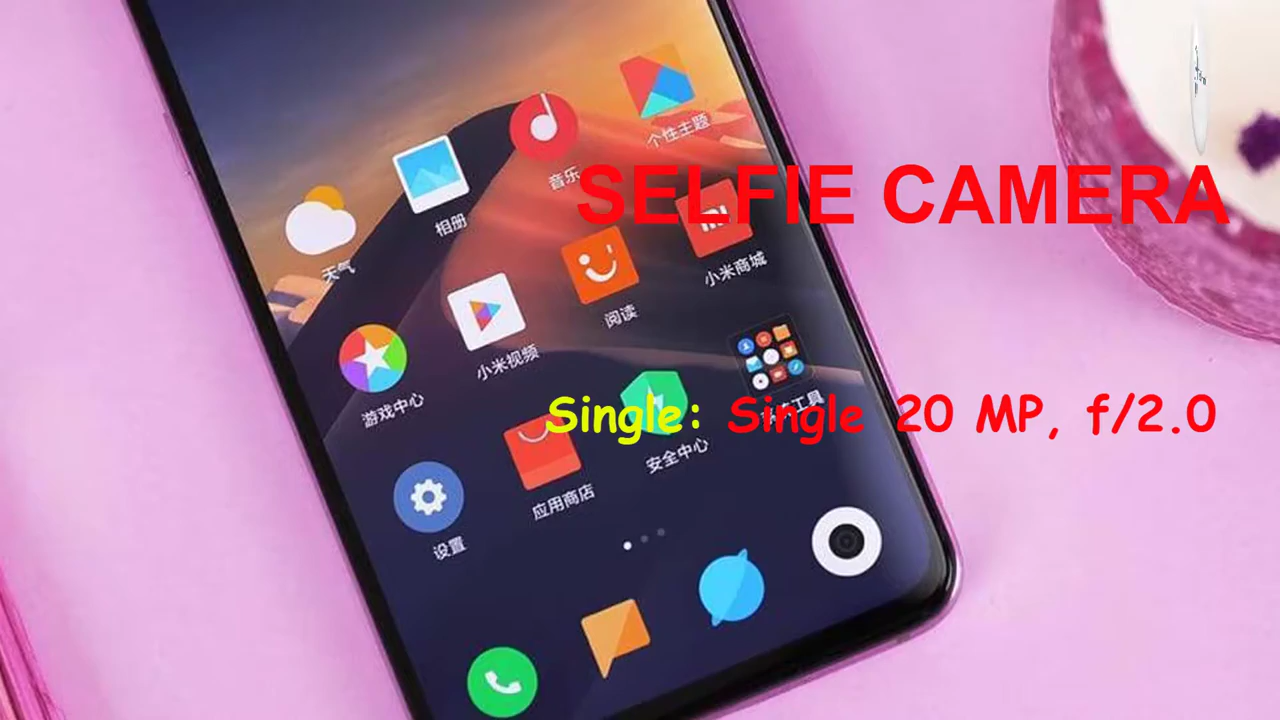 个性主题
音乐
SELFIE CAMERA
相册
天气
小米商城
阅读
小米视频
游戏中心
Single: Single 20 MP, f/2.0
工具
安全中心
应用商店
设置